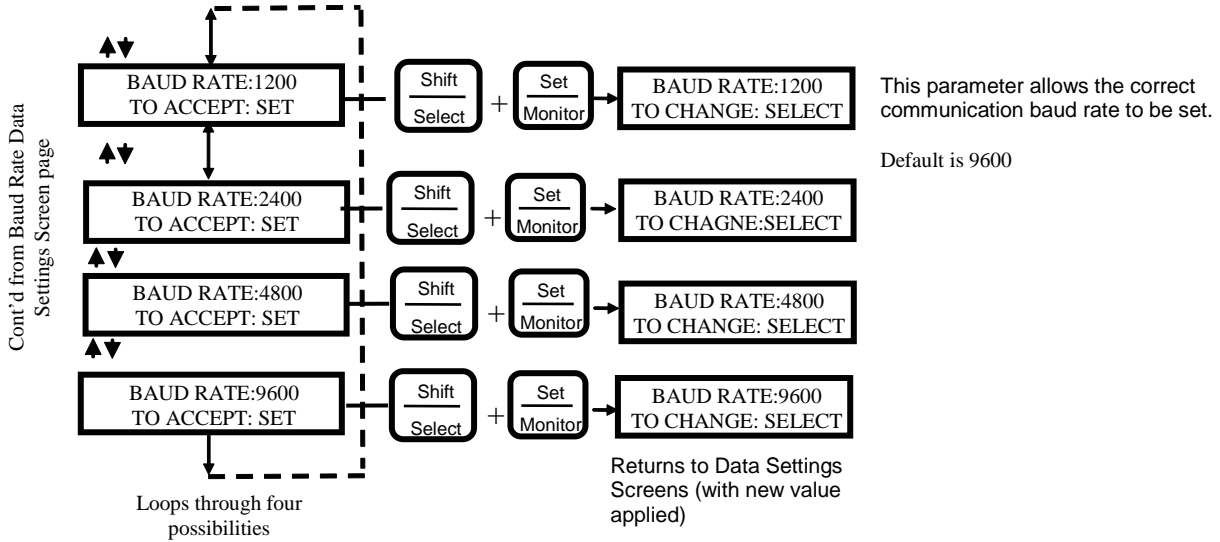 Cont'd from Baud Rate Data
Settings Screen page
BAUD RATE:1200
TO ACCEPT: SET
Shift
Select
+
Set
Monitor
BAUD RATE:1200
TO CHANGE: SELECT
This parameter allows the correct
communication baud rate to be set.
Default is 9600
BAUD RATE:2400
TO ACCEPT: SET
Shift
Select
+
Set
Monitor
BAUD RATE:2400
TO CHAGNE:SELECT
BAUD RATE:4800
TO ACCEPT: SET
Shift
Select
+
Set
Monitor
BAUD RATE:4800
TO CHANGE: SELECT
BAUD RATE:9600
TO ACCEPT: SET
Shift
Select
+
Set
Monitor
BAUD RATE:9600
TO CHANGE: SELECT
Loops through four
possibilities
Returns to Data Settings
Screens (with new value
applied)